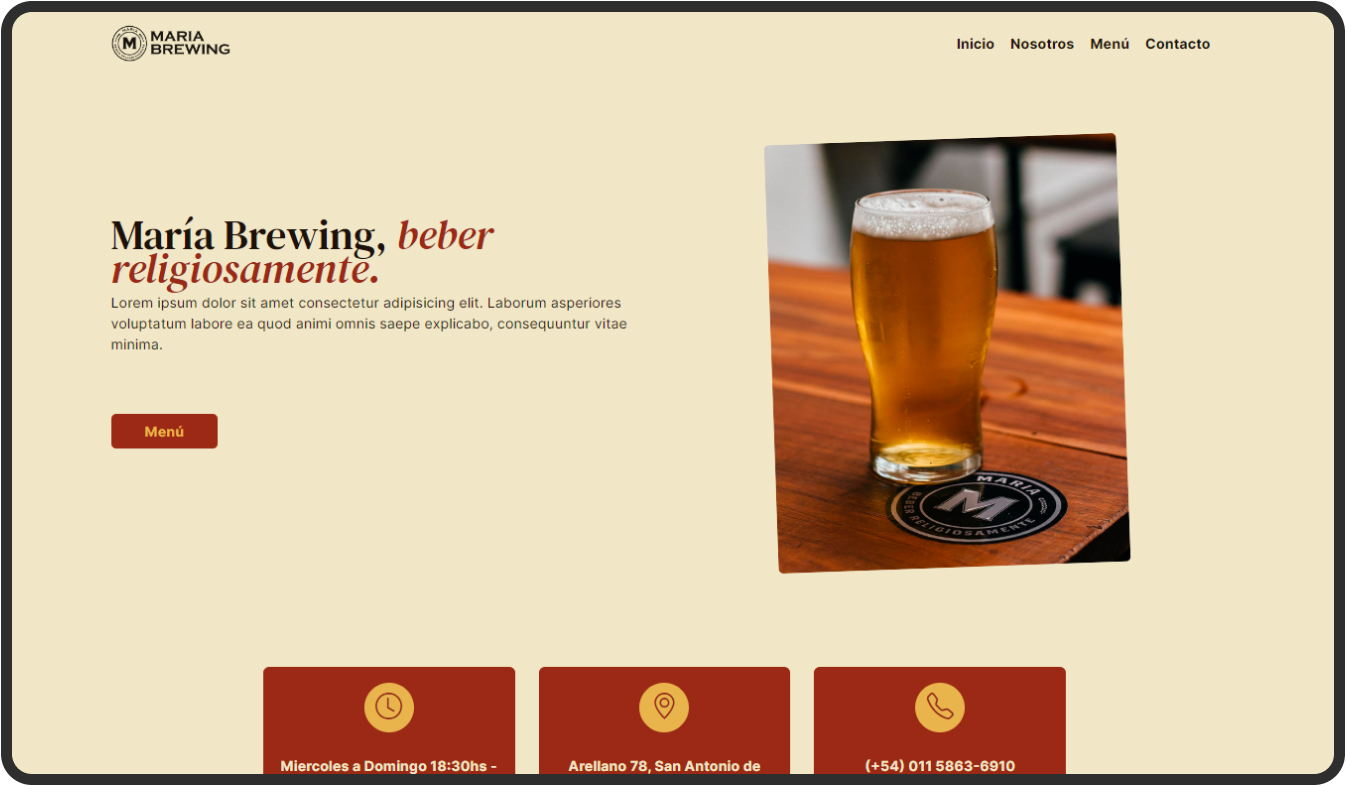 MARIA
BREWING
M
Inicio Nosotros Menú Contacto
María Brewing, beber
religiosamente.
Lorem ipsum dolor sit amet consectetur adipisicing elit. Laborum asperiores
voluptatum labore ea quod animi omnis saepe explicabo, consequuntur vitae
minima.
Menú
MARIA
M
BEBER RELIGIOSAMENTE
Miercoles a Domingo 18:30hs -
Arellano 78, San Antonio de
(+54) 011 5863-6910